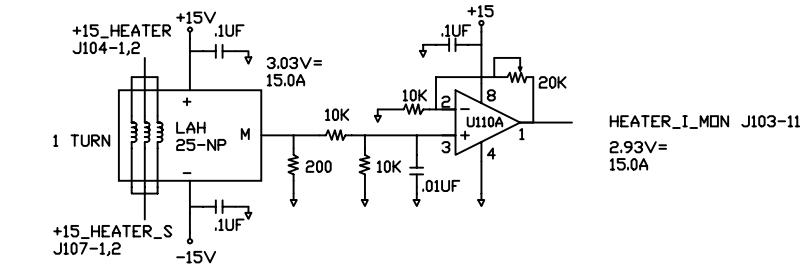 +15V
+15
+15_HEATER
J104-1,2
.1UF
.1UF
3.03V=
15.0A
20K
10K
2
8
+
−
10K
U110A
HEATER_I_MON J103-11
1 TURN
LAH
25-NP
M
+
1
2.93V=
15.0A
3
4
200
10K
−
.01UF
+15_HEATER_S
J107-1,2
.1UF
-15V